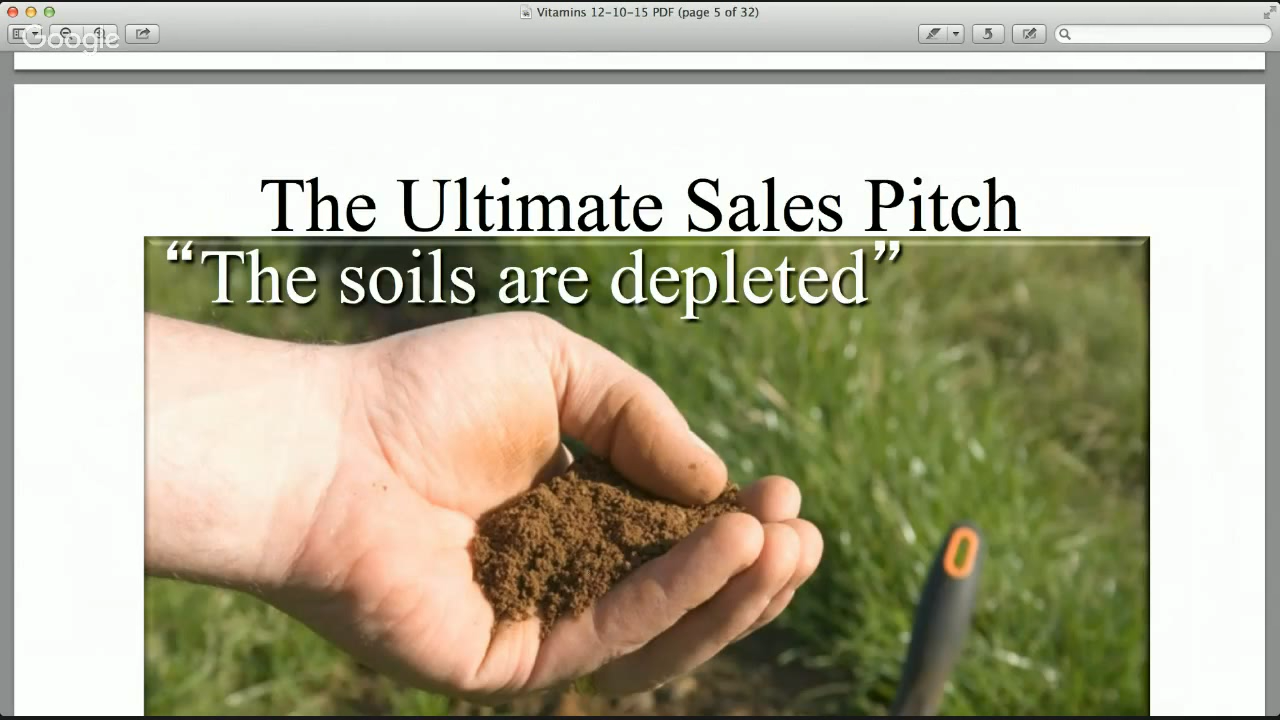 Vitamins 12-10-15 PDF (page 5 of 32)
Google
The Ultimate Sales Pitch
“The soils are depleted”